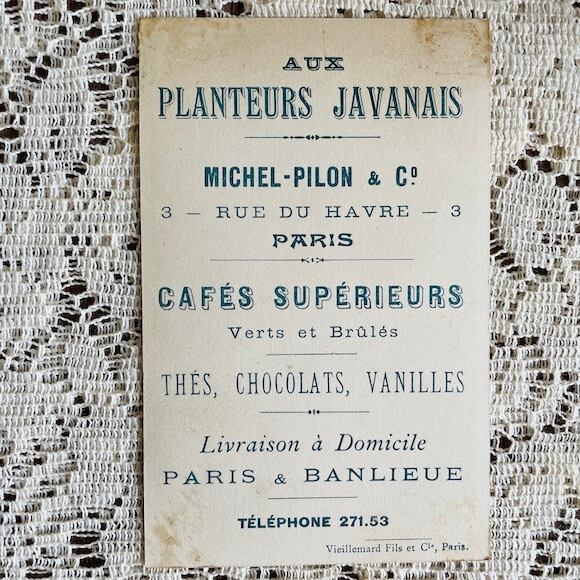 AUX
PLANTEURS JAVANAIS
MICHEL-PILON & Cº
3 – RUE DU HAVRE – 3
PARIS
CAFÉS SUPÉRIEURS
Verts et Brûlés
THÉS, CHOCOLATS, VANILLES
Livraison à Domicile
PARIS & BANLIEUE
TÉLÉPHONE 271.53
Vieillemard Fils et Cie, Paris.